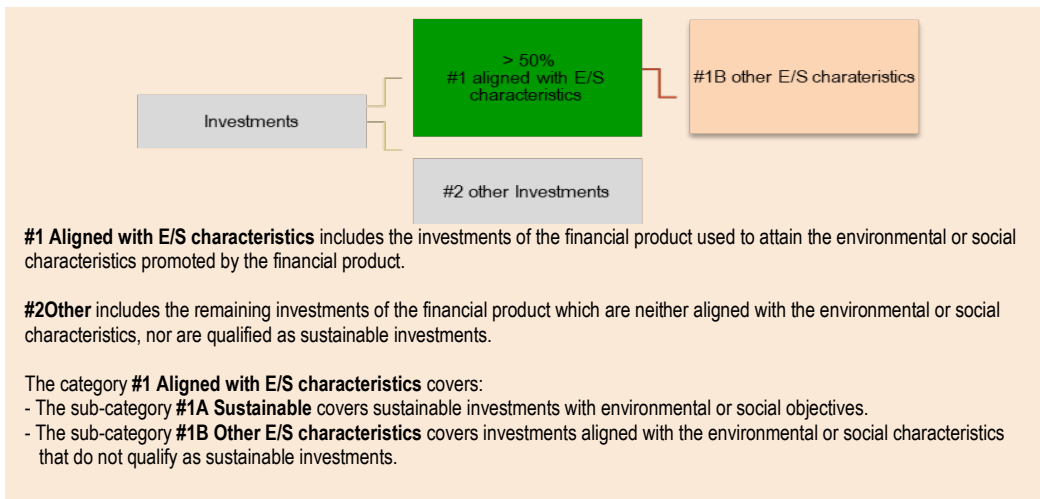 > 50%
#1 aligned with E/S
characteristics
#1B other E/S charateristics
Investments
#2 other Investments
#1 Aligned with E/S characteristics includes the investments of the financial product used to attain the environmental or social
characteristics promoted by the financial product.
#2Other includes the remaining investments of the financial product which are neither aligned with the environmental or social
characteristics, nor are qualified as sustainable investments.
The category #1 Aligned with E/S characteristics covers:
- The sub-category #1A Sustainable covers sustainable investments with environmental or social objectives.
- The sub-category #1B Other E/S characteristics covers investments aligned with the environmental or social characteristics
that do not qualify as sustainable investments.